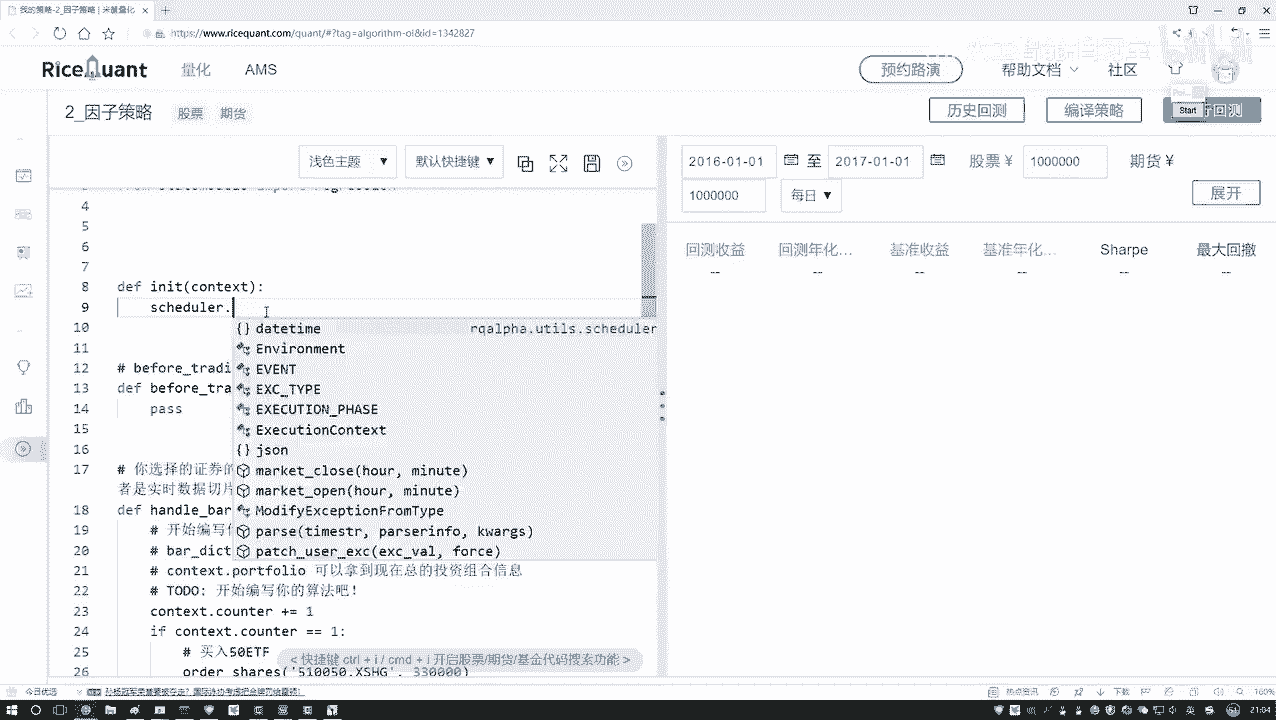 我的策略-2_因子策略 | 米筐量化
https://www.ricequant.com/quant/#?tag=algorithm-oi&id=1342827
RiceQuant 量化 AMS 预约路演 帮助文档 社区
2_因子策略 股票 期货 历史回测 编译策略 Start 回测
浅色主题 默认快捷键
2016-01-01 至 2017-01-01 股票 ¥ 1000000 期货 ¥
1000000 每日 展开
回测收益 回测年化... 基准收益 基准年化... Sharpe 最大回撤
-- -- -- -- -- --
4
5
6
7
8 def init(context):
9 scheduler.
10 datetime rqalpha.utils.scheduler
11 Environment
12 # before_tradi EVENT
13 def before_tra EXC_TYPE
14 pass EXECUTION_PHASE
15 ExecutionContext
16 json
17 # 你选择的证券的 market_close(hour, minute)
者是实时数据切片 market_open(hour, minute)
18 def handle_bar ModifyExceptionFromType
19 # 开始编写 parse(timestr, parserinfo, kwargs)
20 # bar_dict patch_user_exc(exc_val, force)
21 # context.portfolio 可以拿到现在总的投资组合信息
22 # TODO: 开始编写你的算法吧!
23 context.counter += 1
24 if context.counter == 1:
25 # 买入50ETF
< 快捷键 ctrl + i / cmd + i 开启股票/期货/基金代码搜索功能 >
26 order_shares('510050.XSHG', 330000)
今日优选
热点资讯 下载 100%
21:04